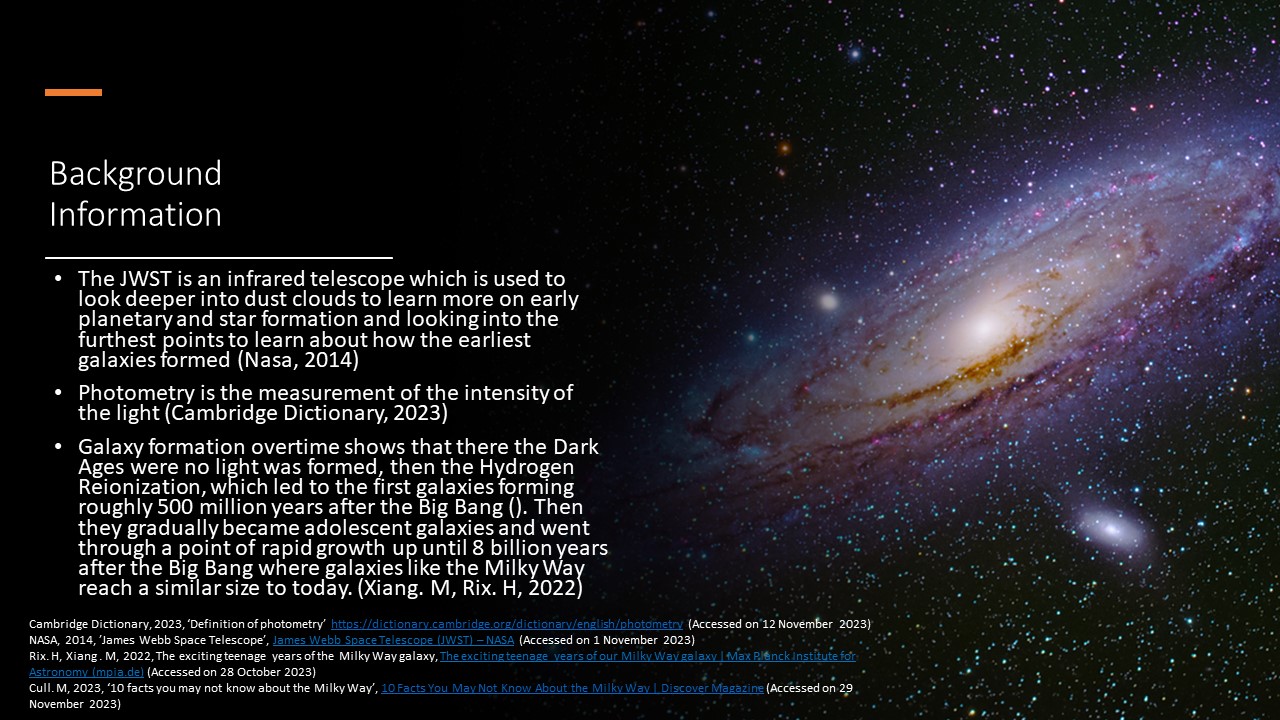 Background
Information
• The JWST is an infrared telescope which is used to
look deeper into dust clouds to learn more on early
planetary and star formation and looking into the
furthest points to learn about how the earliest
galaxies formed (Nasa, 2014)
• Photometry is the measurement of the intensity of
the light (Cambridge Dictionary, 2023)
• Galaxy formation overtime shows that there the Dark
Ages were no light was formed, then the Hydrogen
Reionization, which led to the first galaxies forming
roughly 500 million years after the Big Bang (). Then
they gradually became adolescent galaxies and went
through a point of rapid growth up until 8 billion years
after the Big Bang where galaxies like the Milky Way
reach a similar size to today. (Xiang. M, Rix. H, 2022)
Cambridge Dictionary, 2023, ‘Definition of photometry’ https://dictionary.cambridge.org/dictionary/english/photometry (Accessed on 12 November 2023)
NASA, 2014, ‘James Webb Space Telescope’, James Webb Space Telescope (JWST) – NASA (Accessed on 1 November 2023)
Rix. H, Xiang. M, 2022, The exciting teenage years of the Milky Way galaxy, The exciting teenage years of our Milky Way galaxy | Max Planck Institute for
Astronomy (mpia.de) (Accessed on 28 October 2023)
Cull. M, 2023, ‘10 facts you may not know about the Milky Way’, 10 Facts You May Not Know About the Milky Way | Discover Magazine (Accessed on 29
November 2023)